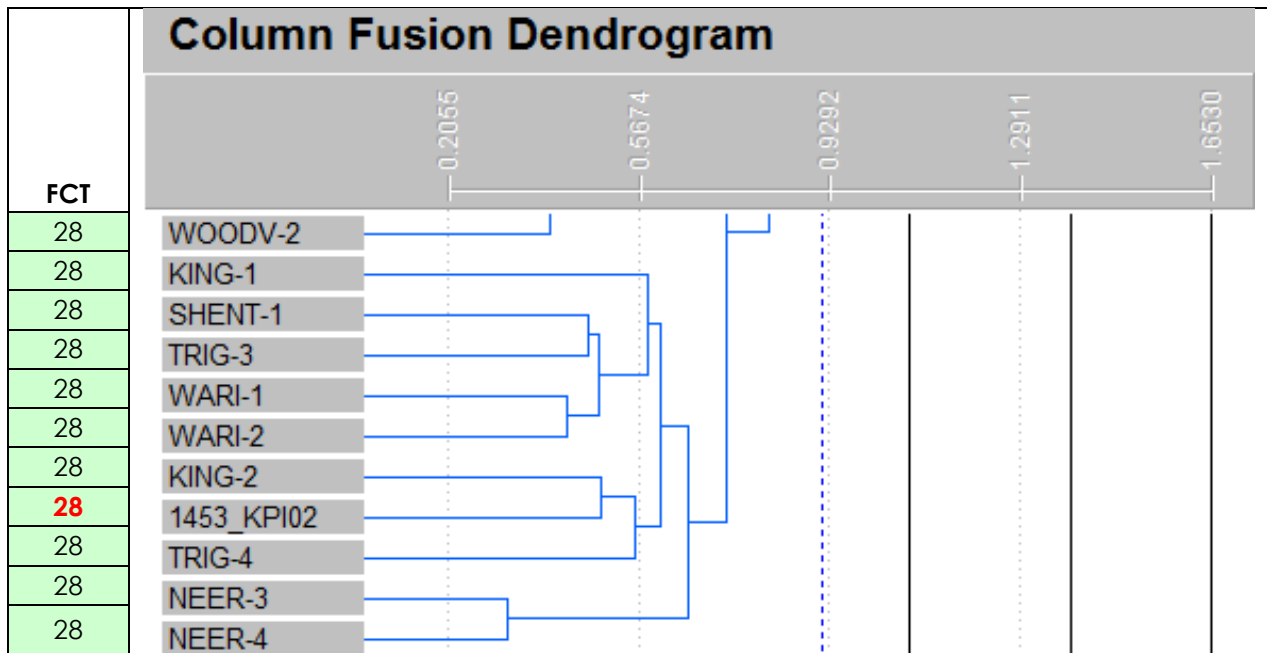 Column Fusion Dendrogram
0.2055 0.5674 0.9292 1.2911 1.6530
FCT
28 WOODV-2
28 KING-1
28 SHENT-1
28 TRIG-3
28 WARI-1
28 WARI-2
28 KING-2
28 1453_KPI02
28 TRIG-4
28 NEER-3
28 NEER-4